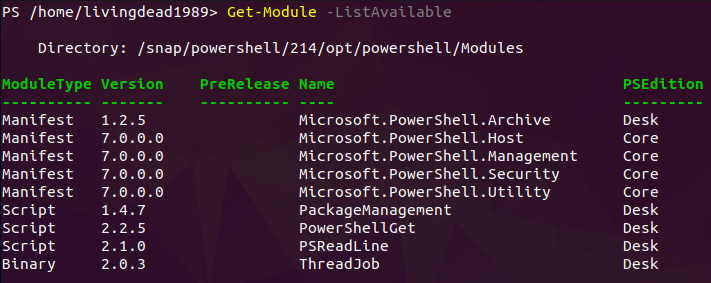 PS /home/livingdead1989> Get-Module -ListAvailable
Directory: /snap/powershell/214/opt/powershell/Modules
ModuleType Version PreRelease Name PSEdition
---------- ------- ---------- ---- ---------
Manifest 1.2.5 Microsoft.PowerShell.Archive Desk
Manifest 7.0.0.0 Microsoft.PowerShell.Host Core
Manifest 7.0.0.0 Microsoft.PowerShell.Management Core
Manifest 7.0.0.0 Microsoft.PowerShell.Security Core
Manifest 7.0.0.0 Microsoft.PowerShell.Utility Core
Script 1.4.7 PackageManagement Desk
Script 2.2.5 PowerShellGet Desk
Script 2.1.0 PSReadLine Desk
Binary 2.0.3 ThreadJob Desk